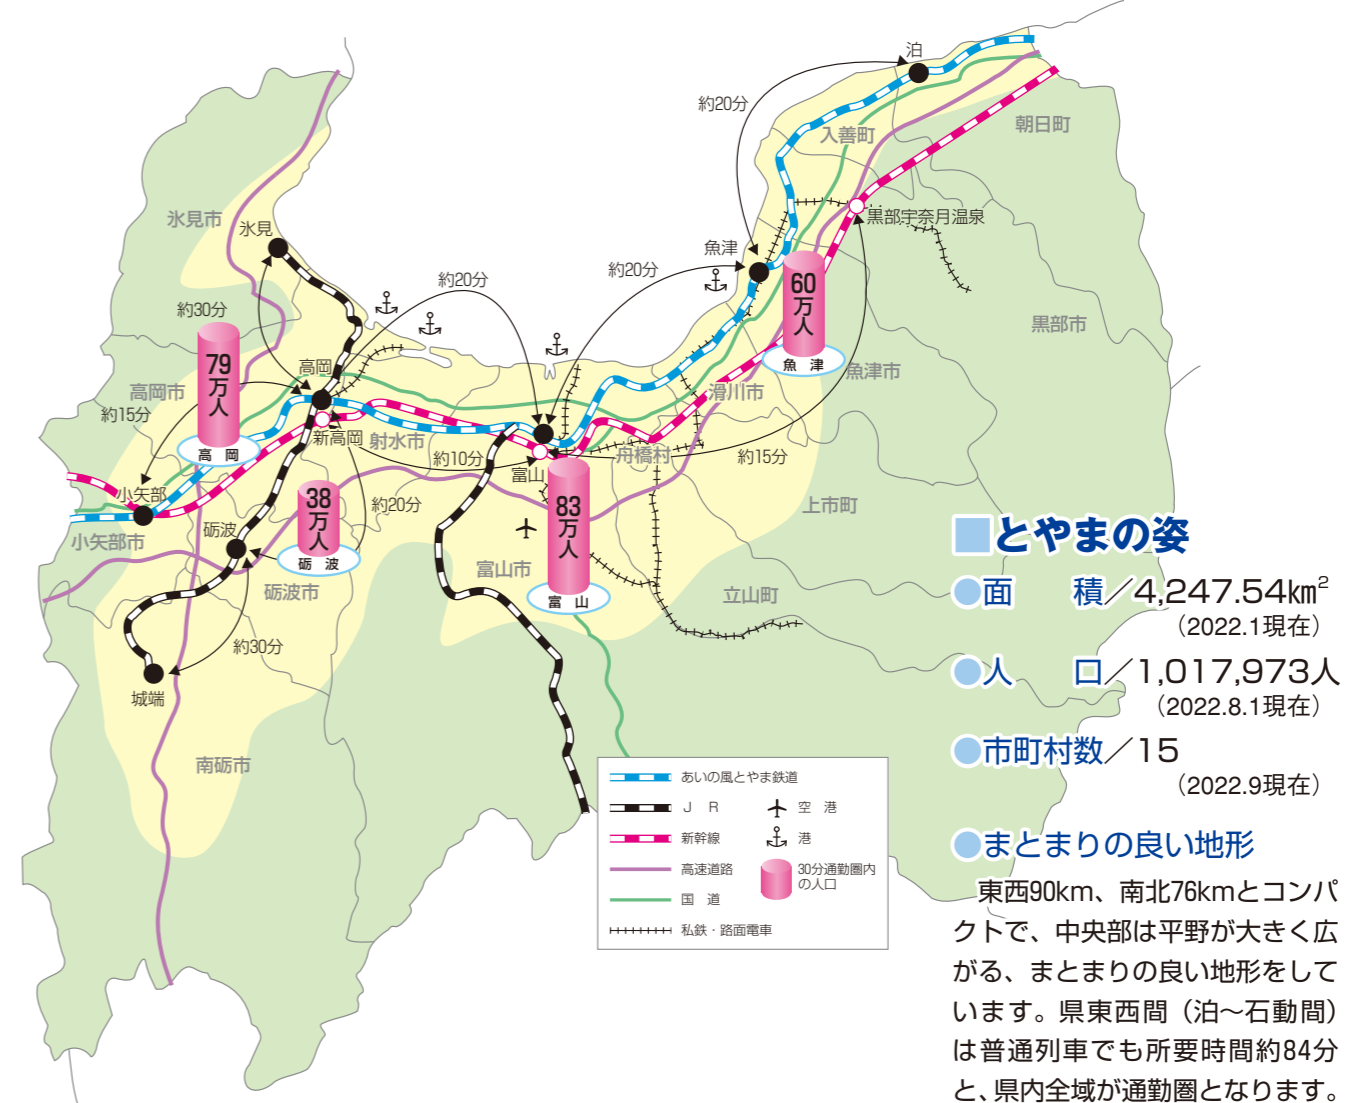 泊
約20分
朝日町
入善町
氷見市
氷見
黒部宇奈月温泉
魚津
約20分
約20分
60万人
魚 津
約30分
黒部市
79万人
高岡
高岡市
約15分
高 岡
魚津市
滑川市
新高岡
射水市
約10分
富山
舟橋村
約15分
小矢部
38万人
約20分
83万人
上市町
砺波
小矢部市
砺 波
砺波市
富山市
富 山
立山町
約30分
城端
南砺市
あいの風とやま鉄道
J R
空 港
新幹線
港
高速道路
30分通勤圏内
の人口
国 道
私鉄・路面電車
■とやまの姿
●面 積／4,247.54km²
（2022.1現在）
●人 口／1,017,973人
（2022.8.1現在）
●市町村数／15
（2022.9現在）
●まとまりの良い地形
東西90km、南北76kmとコンパ
クトで、中央部は平野が大きく広
がる、まとまりの良い地形をして
います。県東西間（泊〜石動間）
は普通列車でも所要時間約84分
と、県内全域が通勤圏となります。